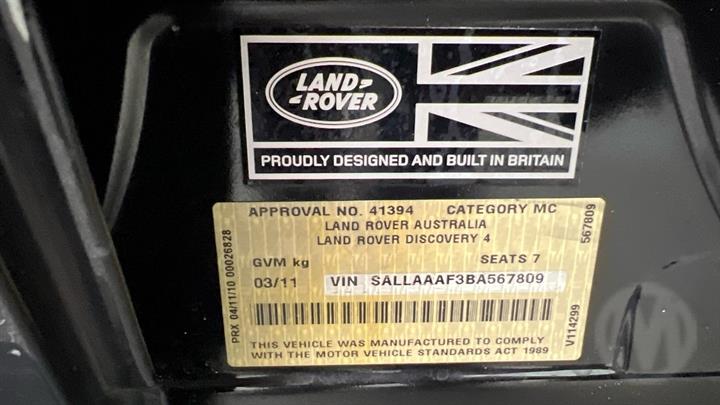 LAND-
-ROVER
PROUDLY DESIGNED AND BUILT IN BRITAIN
APPROVAL NO. 41394 CATEGORY MC
LAND ROVER AUSTRALIA
LAND ROVER DISCOVERY 4
GVM kg SEATS 7
03/11 VIN SALLAAAF3BA567809
THIS VEHICLE WAS MANUFACTURED TO COMPLY
WITH THE MOTOR VEHICLE STANDARDS ACT 1989
PRX 04/11/10 00026828
567809
V114299